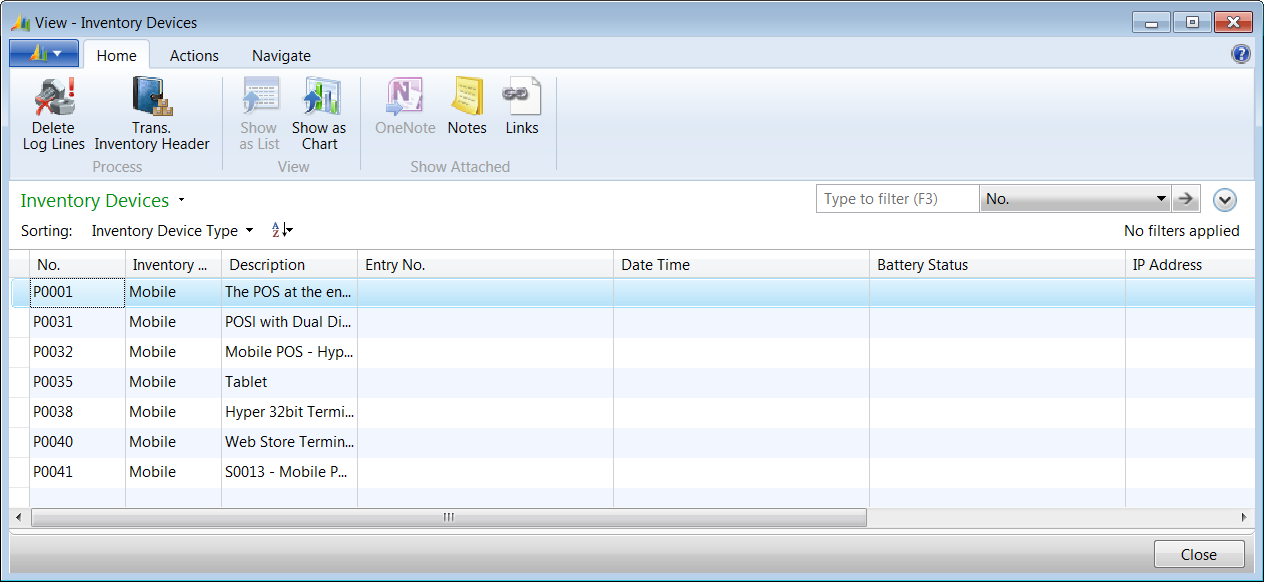 View - Inventory Devices
Home Actions Navigate
Delete Log Lines
Trans. Inventory Header
Process
Show as List
Show as Chart
View
OneNote
Notes
Links
Show Attached
Inventory Devices
Type to filter (F3) No.
Sorting: Inventory Device Type A Z No filters applied
No. Inventory ... Description Entry No. Date Time Battery Status IP Address
P0001 Mobile The POS at the en...
P0031 Mobile POSI with Dual Di...
P0032 Mobile Mobile POS - Hyp...
P0035 Mobile Tablet
P0038 Mobile Hyper 32bit Termi...
P0040 Mobile Web Store Termin...
P0041 Mobile S0013 - Mobile P...
Close